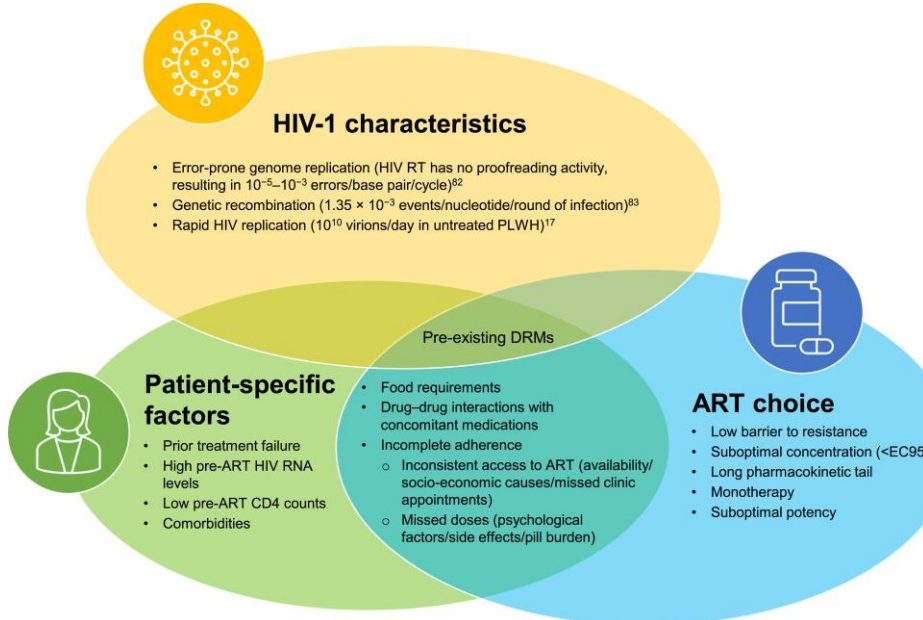 HIV-1 characteristics
• Error-prone genome replication (HIV RT has no proofreading activity,
resulting in 10⁻⁵–10⁻³ errors/base pair/cycle)⁸²
• Genetic recombination (1.35 × 10⁻³ events/nucleotide/round of infection)⁸³
• Rapid HIV replication (10¹⁰ virions/day in untreated PLWH)¹⁷
Pre-existing DRMs
Patient-specific
factors
• Prior treatment failure
• High pre-ART HIV RNA
levels
• Low pre-ART CD4 counts
• Comorbidities
• Food requirements
• Drug–drug interactions with
concomitant medications
• Incomplete adherence
o Inconsistent access to ART (availability/
socio-economic causes/missed clinic
appointments)
o Missed doses (psychological
factors/side effects/pill burden)
ART choice
• Low barrier to resistance
• Suboptimal concentration (<EC95
• Long pharmacokinetic tail
• Monotherapy
• Suboptimal potency